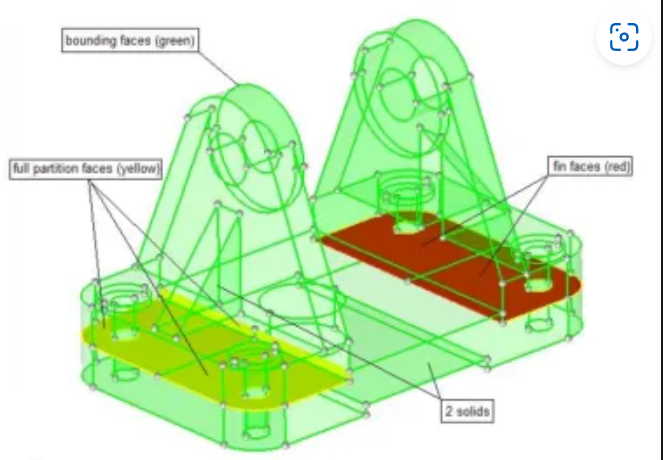 bounding faces (green)
full partition faces (yellow)
fin faces (red)
2 solids